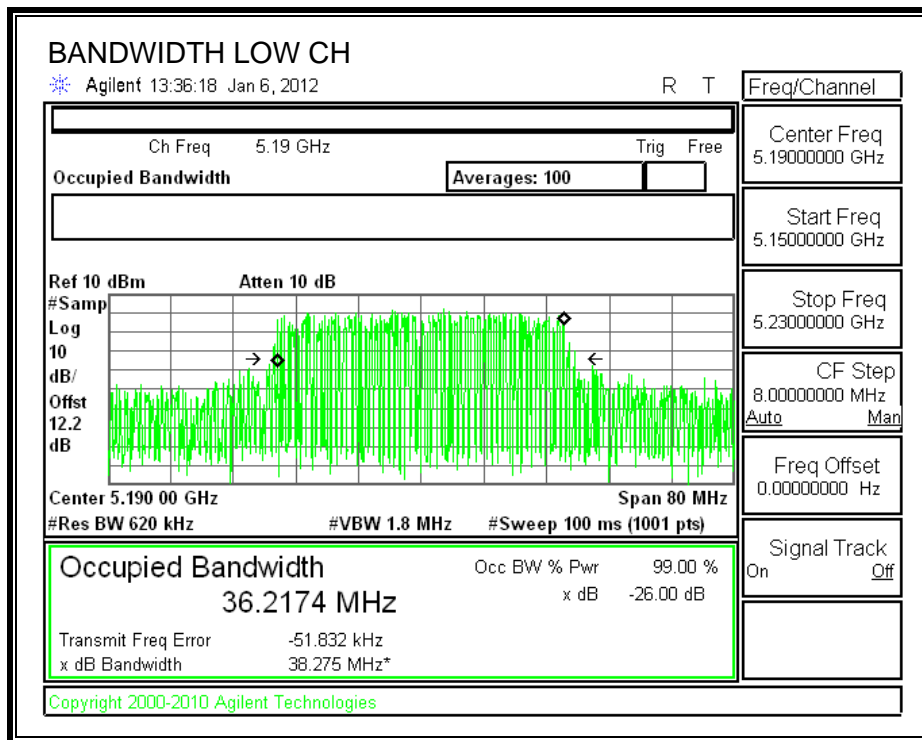 BANDWIDTH LOW CH
Agilent 13:36:18 Jan 6, 2012 R T
Freq/Channel
Ch Freq 5.19 GHz Trig Free
Occupied Bandwidth Averages: 100
Center Freq
5.19000000 GHz
Start Freq
5.15000000 GHz
Stop Freq
5.23000000 GHz
CF Step
8.00000000 MHz
Auto Man
Freq Offset
0.00000000 Hz
Signal Track
On Off
Ref 10 dBm Atten 10 dB
#Samp
Log
10
dB/
Offst
12.2
dB
Center 5.190 00 GHz Span 80 MHz
#Res BW 620 kHz #VBW 1.8 MHz #Sweep 100 ms (1001 pts)
Occupied Bandwidth Occ BW % Pwr 99.00 %
36.2174 MHz x dB -26.00 dB
Transmit Freq Error -51.832 kHz
x dB Bandwidth 38.275 MHz*
Copyright 2000-2010 Agilent Technologies